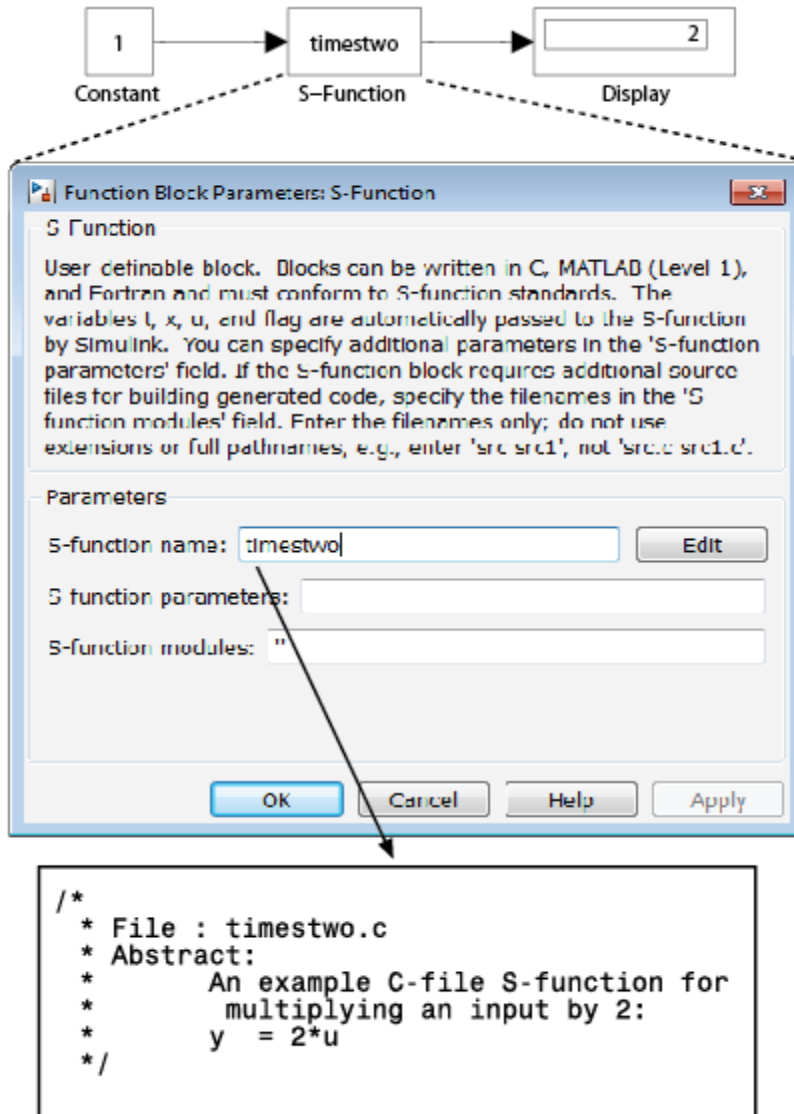 1
timestwo
2
Constant
S-Function
Display
Function Block Parameters: S-Function
S-Function
User definable block. Blocks can be written in C, MATLAB (Level 1),
and Fortran and must conform to S-function standards. The
variables t, x, u, and flag are automatically passed to the S-function
by Simulink. You can specify additional parameters in the 'S-function
parameters' field. If the S-function block requires additional source
files for building generated code, specify the filenames in the 'S-
function modules' field. Enter the filenames only; do not use
extensions or full pathnames, e.g., enter 'src src1', not 'src.c src1.c'.
Parameters
S-function name: timestwo
Edit
S-function parameters:
S-function modules: ''
OK
Cancel
Help
Apply
/*
* File : timestwo.c
* Abstract:
* An example C-file S-function for
* multiplying an input by 2:
* y = 2*u
*/